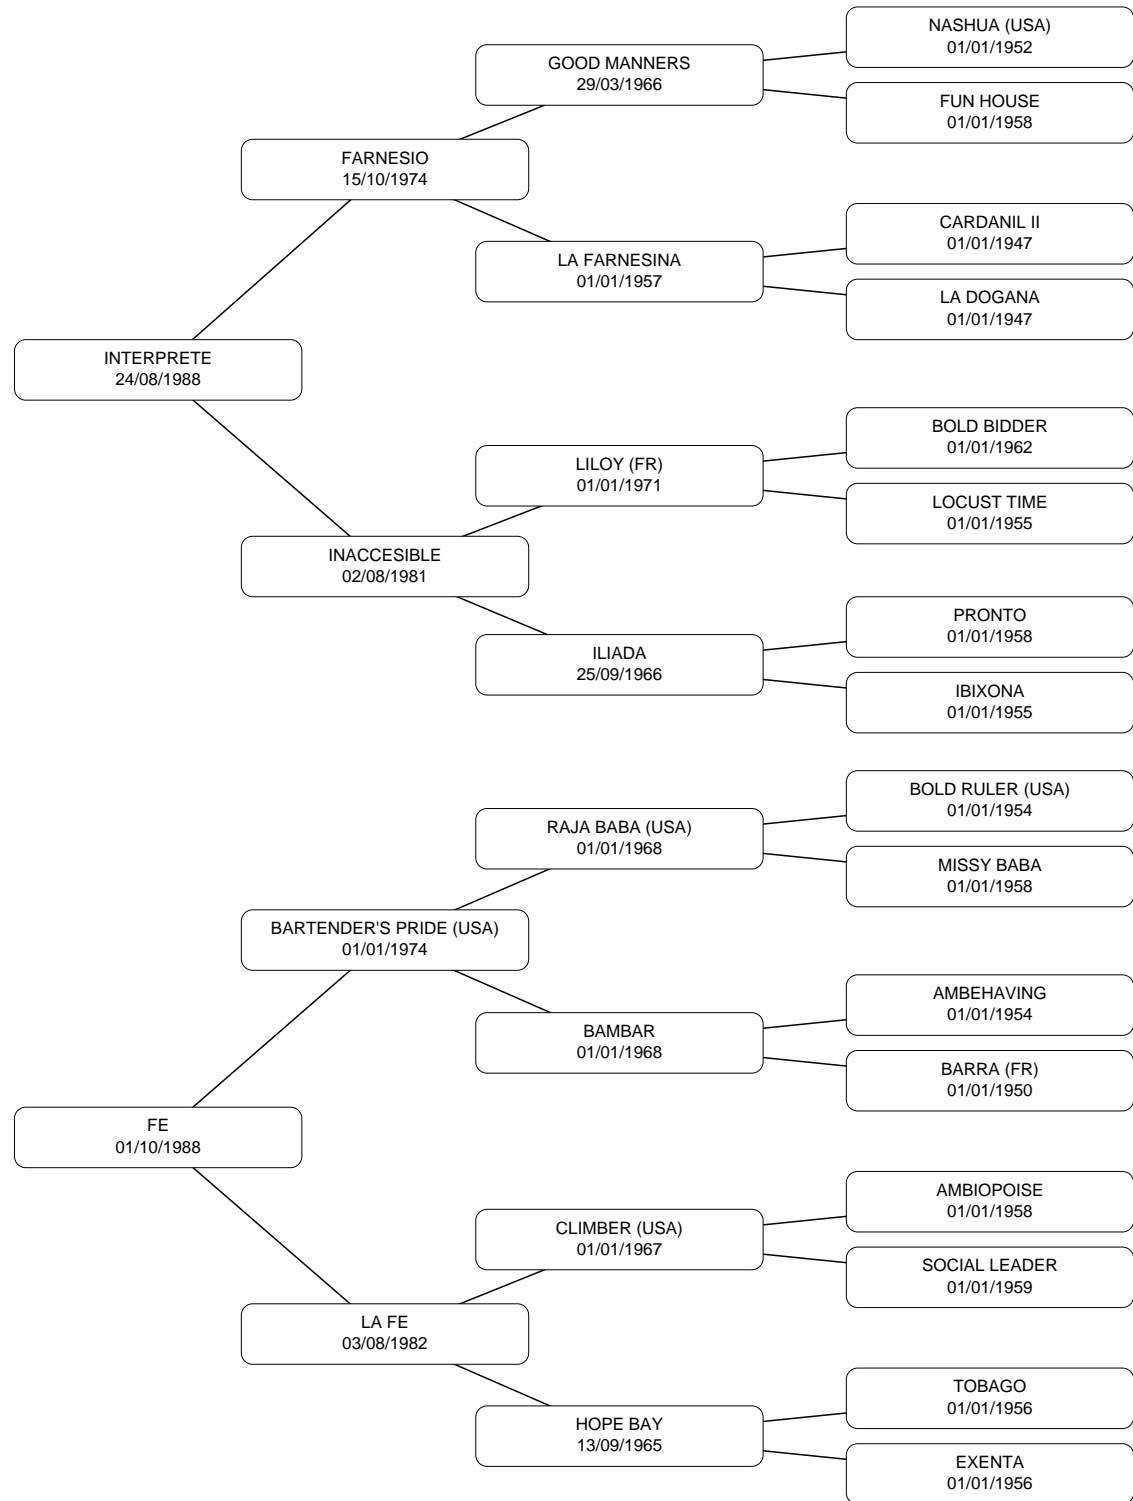 NASHUA (USA)
01/01/1952
GOOD MANNERS
29/03/1966
FUN HOUSE
01/01/1958
FARNESIO
15/10/1974
CARDANIL II
01/01/1947
LA FARNESINA
01/01/1957
LA DOGANA
01/01/1947
INTERPRETE
24/08/1988
BOLD BIDDER
01/01/1962
LILOY (FR)
01/01/1971
LOCUST TIME
01/01/1955
INACCESIBLE
02/08/1981
PRONTO
01/01/1958
ILIADA
25/09/1966
IBIXONA
01/01/1955
BOLD RULER (USA)
01/01/1954
RAJA BABA (USA)
01/01/1968
MISSY BABA
01/01/1958
BARTENDER'S PRIDE (USA)
01/01/1974
AMBEHAVING
01/01/1954
BAMBAR
01/01/1968
BARRA (FR)
01/01/1950
FE
01/10/1988
AMBIOPOISE
01/01/1958
CLIMBER (USA)
01/01/1967
SOCIAL LEADER
01/01/1959
LA FE
03/08/1982
TOBAGO
01/01/1956
HOPE BAY
13/09/1965
EXENTA
01/01/1956